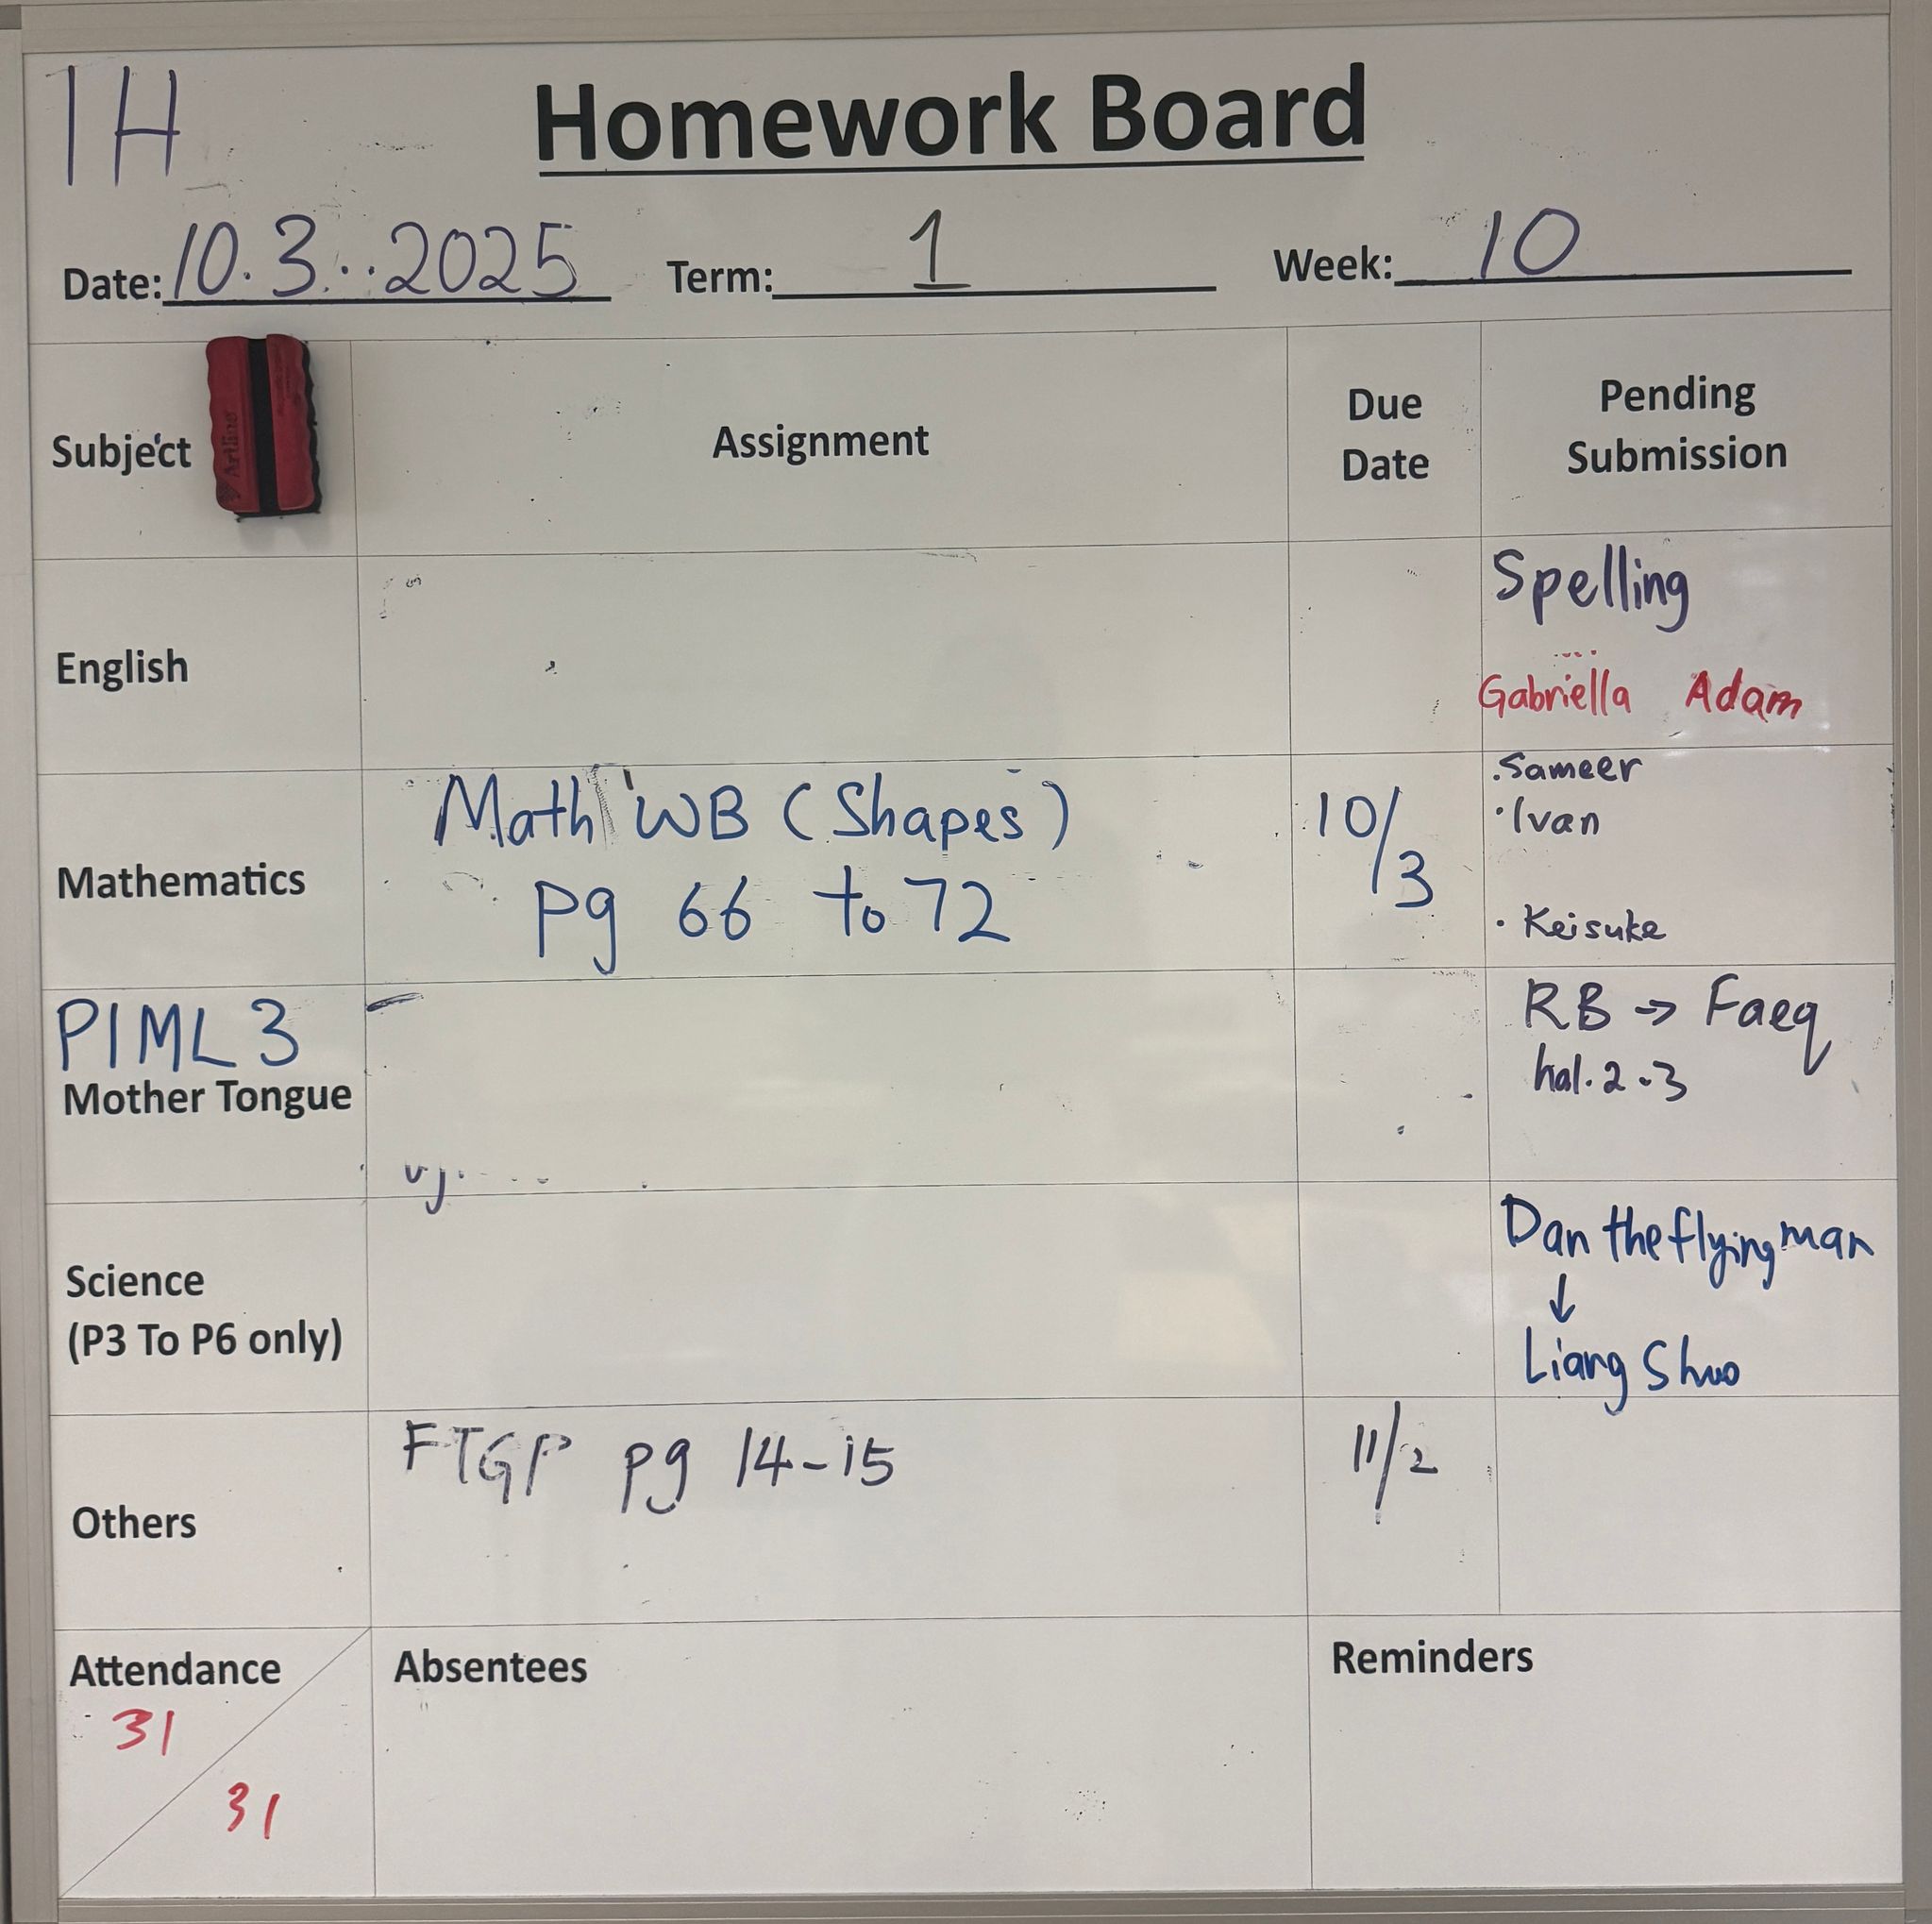 1H
Homework Board
Date: 10.3..2025 Term: 1 Week: 10
Subject Assignment Due Date Pending Submission
Artline
English
Spelling
Gabriella Adam
Mathematics
Math WB (Shapes)
pg 66 to 72
10/3
.Sameer
·Ivan
· Keisuke
PIML 3
Mother Tongue
RB → Faeq
hal. 2-3
Science
(P3 To P6 only)
Dan the flying man
↓
Liang Shuo
Others
FTGP pg 14-15
11/2
Attendance
31
31
Absentees
Reminders